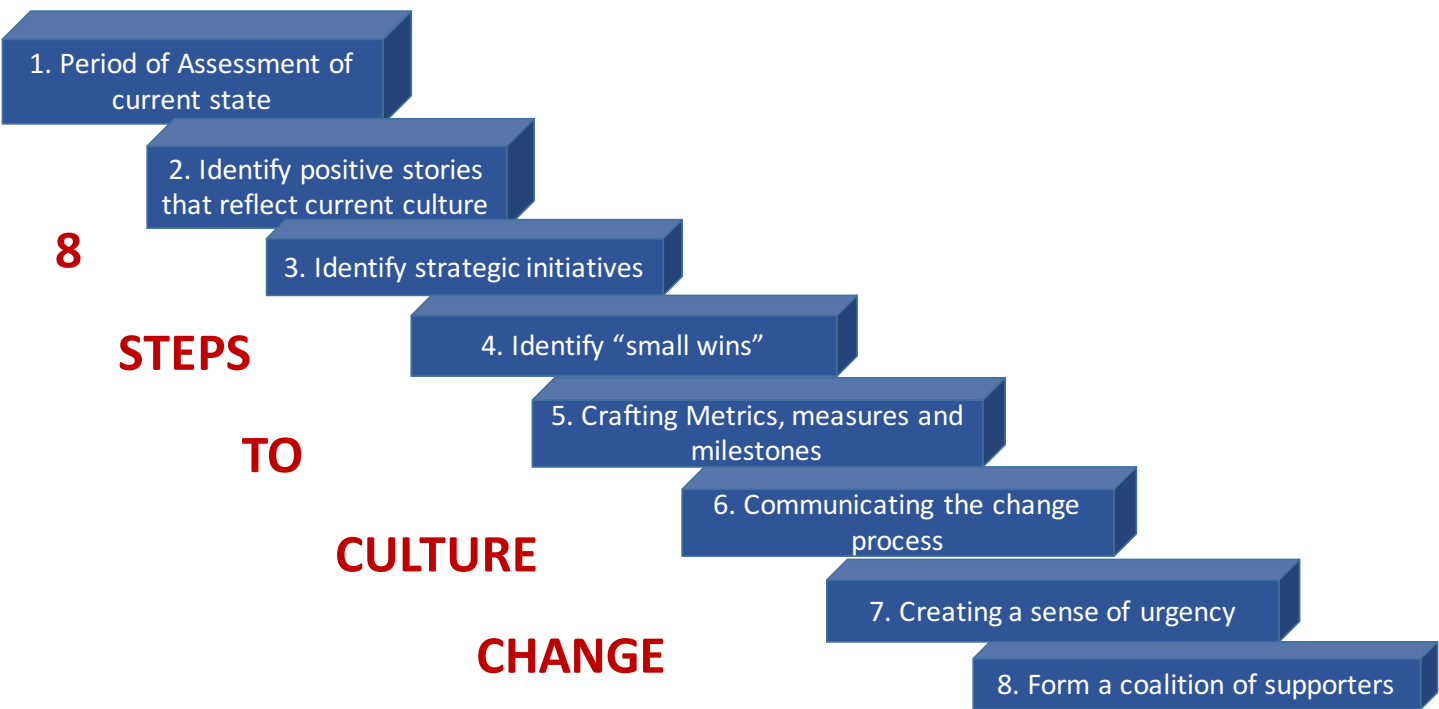 1. Period of Assessment of
current state
2. Identify positive stories
that reflect current culture
3. Identify strategic initiatives
4. Identify “small wins”
5. Crafting Metrics, measures and
milestones
6. Communicating the change
process
7. Creating a sense of urgency
8. Form a coalition of supporters
8
STEPS
TO
CULTURE
CHANGE